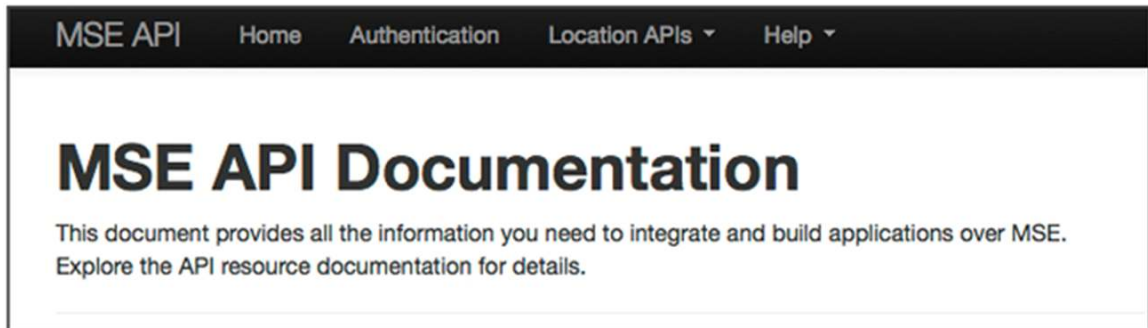 MSE API Home Authentication Location APIs Help
MSE API Documentation
This document provides all the information you need to integrate and build applications over MSE.
Explore the API resource documentation for details.